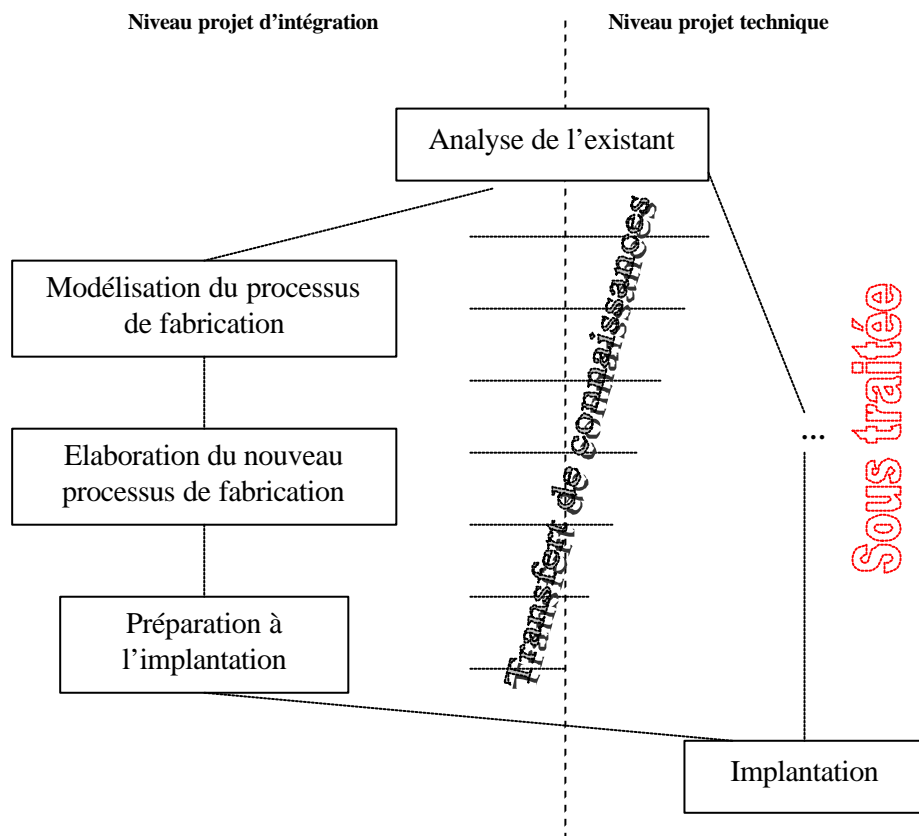 Niveau projet d’intégration
Niveau projet technique
Analyse de l’existant
Modélisation du processus
de fabrication
Elaboration du nouveau
processus de fabrication
Préparation à
l’implantation
Transfert de connaissances
...
Sous traitée
Implantation